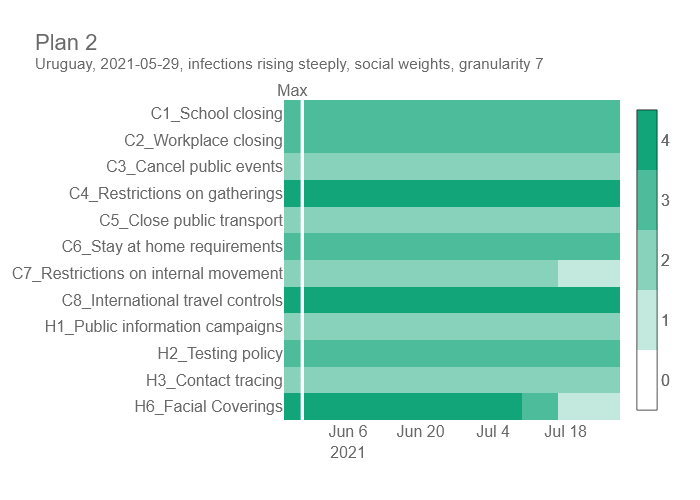 Plan 2
Uruguay, 2021-05-29, infections rising steeply, social weights, granularity 7
Max
C1_School closing
C2_Workplace closing
C3_Cancel public events
C4_Restrictions on gatherings
C5_Close public transport
C6_Stay at home requirements
C7_Restrictions on internal movement
C8_International travel controls
H1_Public information campaigns
H2_Testing policy
H3_Contact tracing
H6_Facial Coverings
Jun 6 Jun 20 Jul 4 Jul 18
2021
4
3
2
1
0